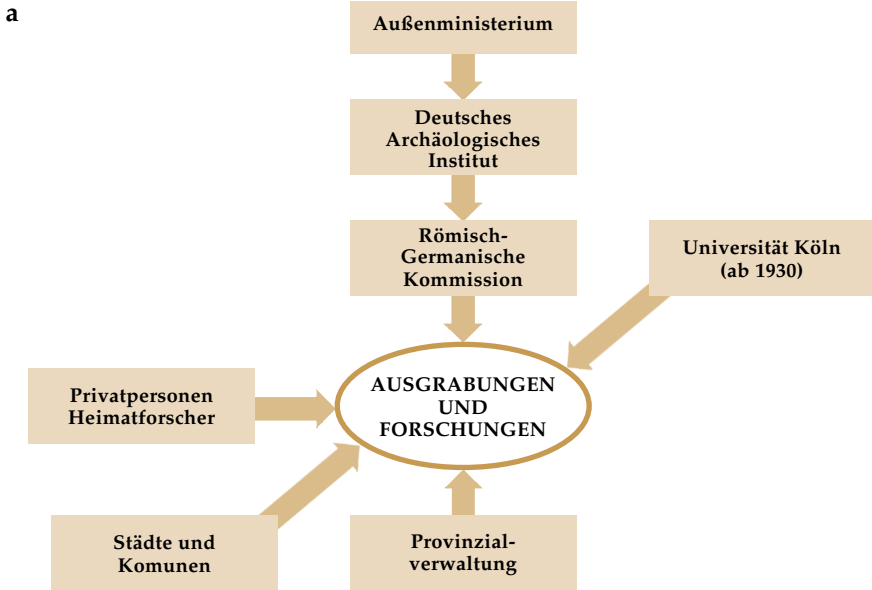 a
Außenministerium
Deutsches
Archäologisches
Institut
Römisch-
Germanische
Kommission
Universität Köln
(ab 1930)
AUSGRABUNGEN
UND
FORSCHUNGEN
Privatpersonen
Heimatforscher
Städte und
Komunen
Provinzial-
verwaltung